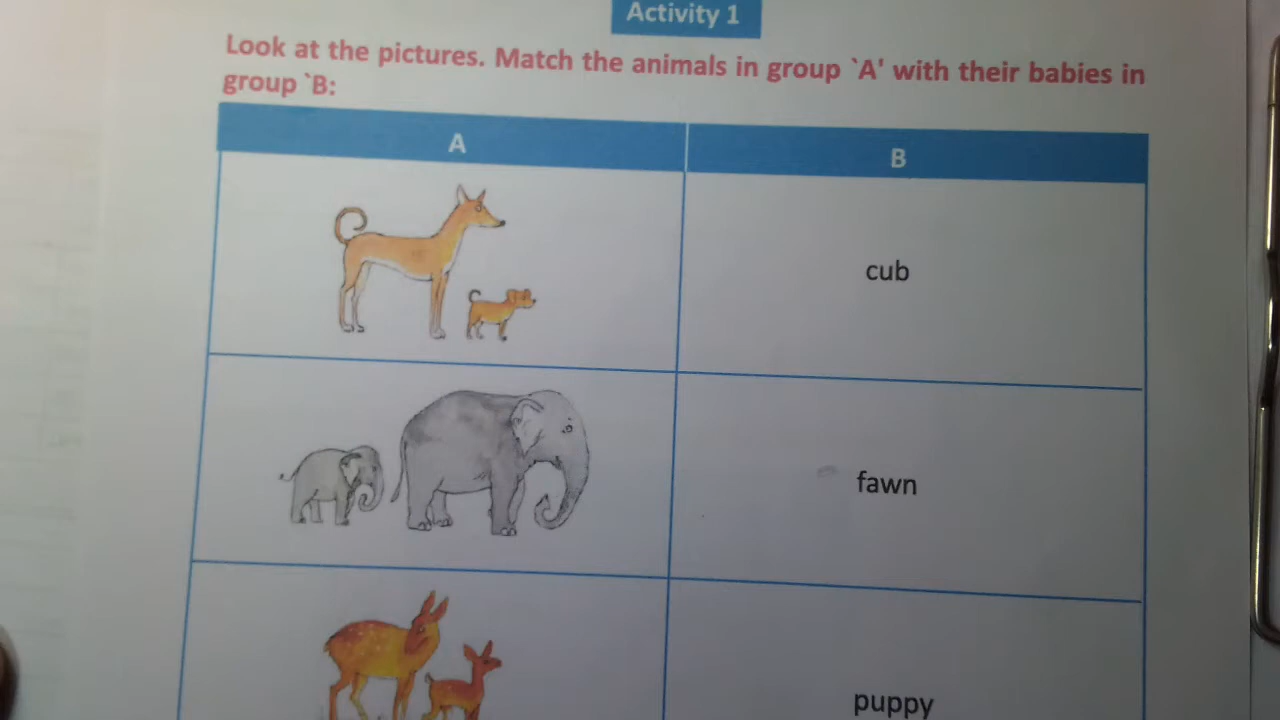 Activity 1
Look at the pictures. Match the animals in group `A' with their babies in
group `B:
A
B
cub
fawn
puppy